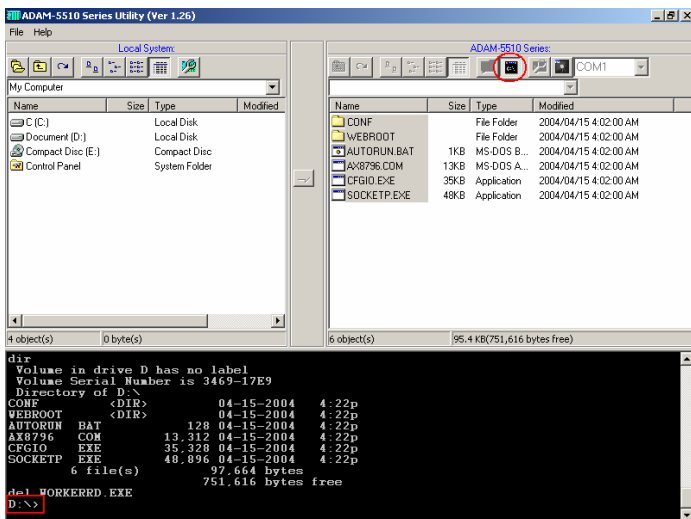 ADAM-5510 Series Utility (Ver 1.26)
File Help
Local System:
ADAM-5510 Series:
COM1
My Computer
Name Size Type Modified
C (C:) Local Disk
Document (D:) Local Disk
Compact Disc (E:) Compact Disc
Control Panel System Folder
Name Size Type Modified
CONF File Folder 2004/04/15 4:02:00 AM
WEBROOT File Folder 2004/04/15 4:02:00 AM
AUTORUN.BAT 1KB MS-DOS B... 2004/04/15 4:02:00 AM
AX8796.COM 13KB MS-DOS A... 2004/04/15 4:02:00 AM
CFGIO.EXE 35KB Application 2004/04/15 4:02:00 AM
SOCKETP.EXE 48KB Application 2004/04/15 4:02:00 AM
4 object(s) 0 byte(s)
6 object(s) 95.4 KB(751,616 bytes free)
dir
Volume in drive D has no label
Volume Serial Number is 3469-17E9
Directory of D:\
CONF <DIR> 04-15-2004 4:22p
WEBROOT <DIR> 04-15-2004 4:22p
AUTORUN BAT 128 04-15-2004 4:22p
AX8796 COM 13,312 04-15-2004 4:22p
CFGIO EXE 35,328 04-15-2004 4:22p
SOCKETP EXE 48,896 04-15-2004 4:22p
6 file(s) 97,664 bytes
751,616 bytes free
del WORKERRD.EXE
D:\>